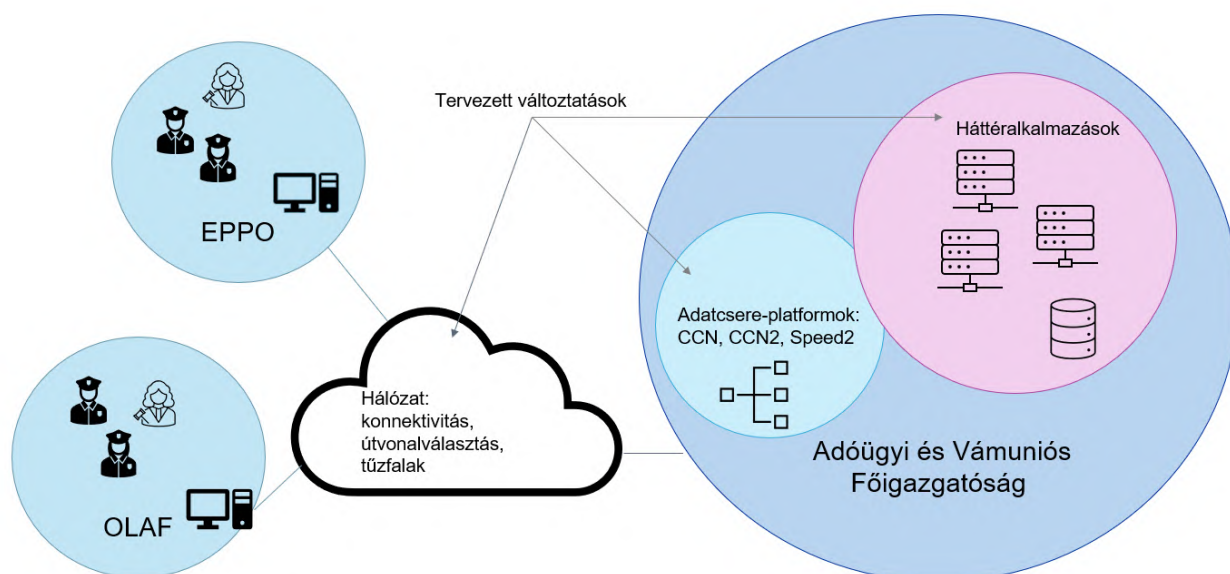 Tervezett változtatások
Háttéralkalmazások
EPPO
Adatcsere-platformok:
CCN, CCN2, Speed2
Hálózat:
konnektivitás,
útvonalválasztás,
tűzfalak
Adóügyi és Vámuniós
Főigazgatóság
OLAF